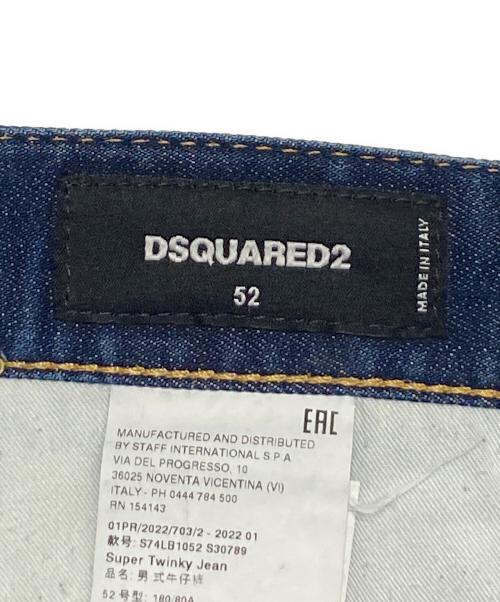 DSQUARED2
52
MADE IN ITALY
EAC
MANUFACTURED AND DISTRIBUTED
BY STAFF INTERNATIONAL S.P.A.
VIA DEL PROGRESSO, 10
36025 NOVENTA VICENTINA (VI)
ITALY - PH 0444 784 500
RN 154143
01PR/2022/703/2 - 2022 01
款号: S74LB1052 S30789
Super Twinky Jean
品名: 男式牛仔裤
52 号型: 180/80A